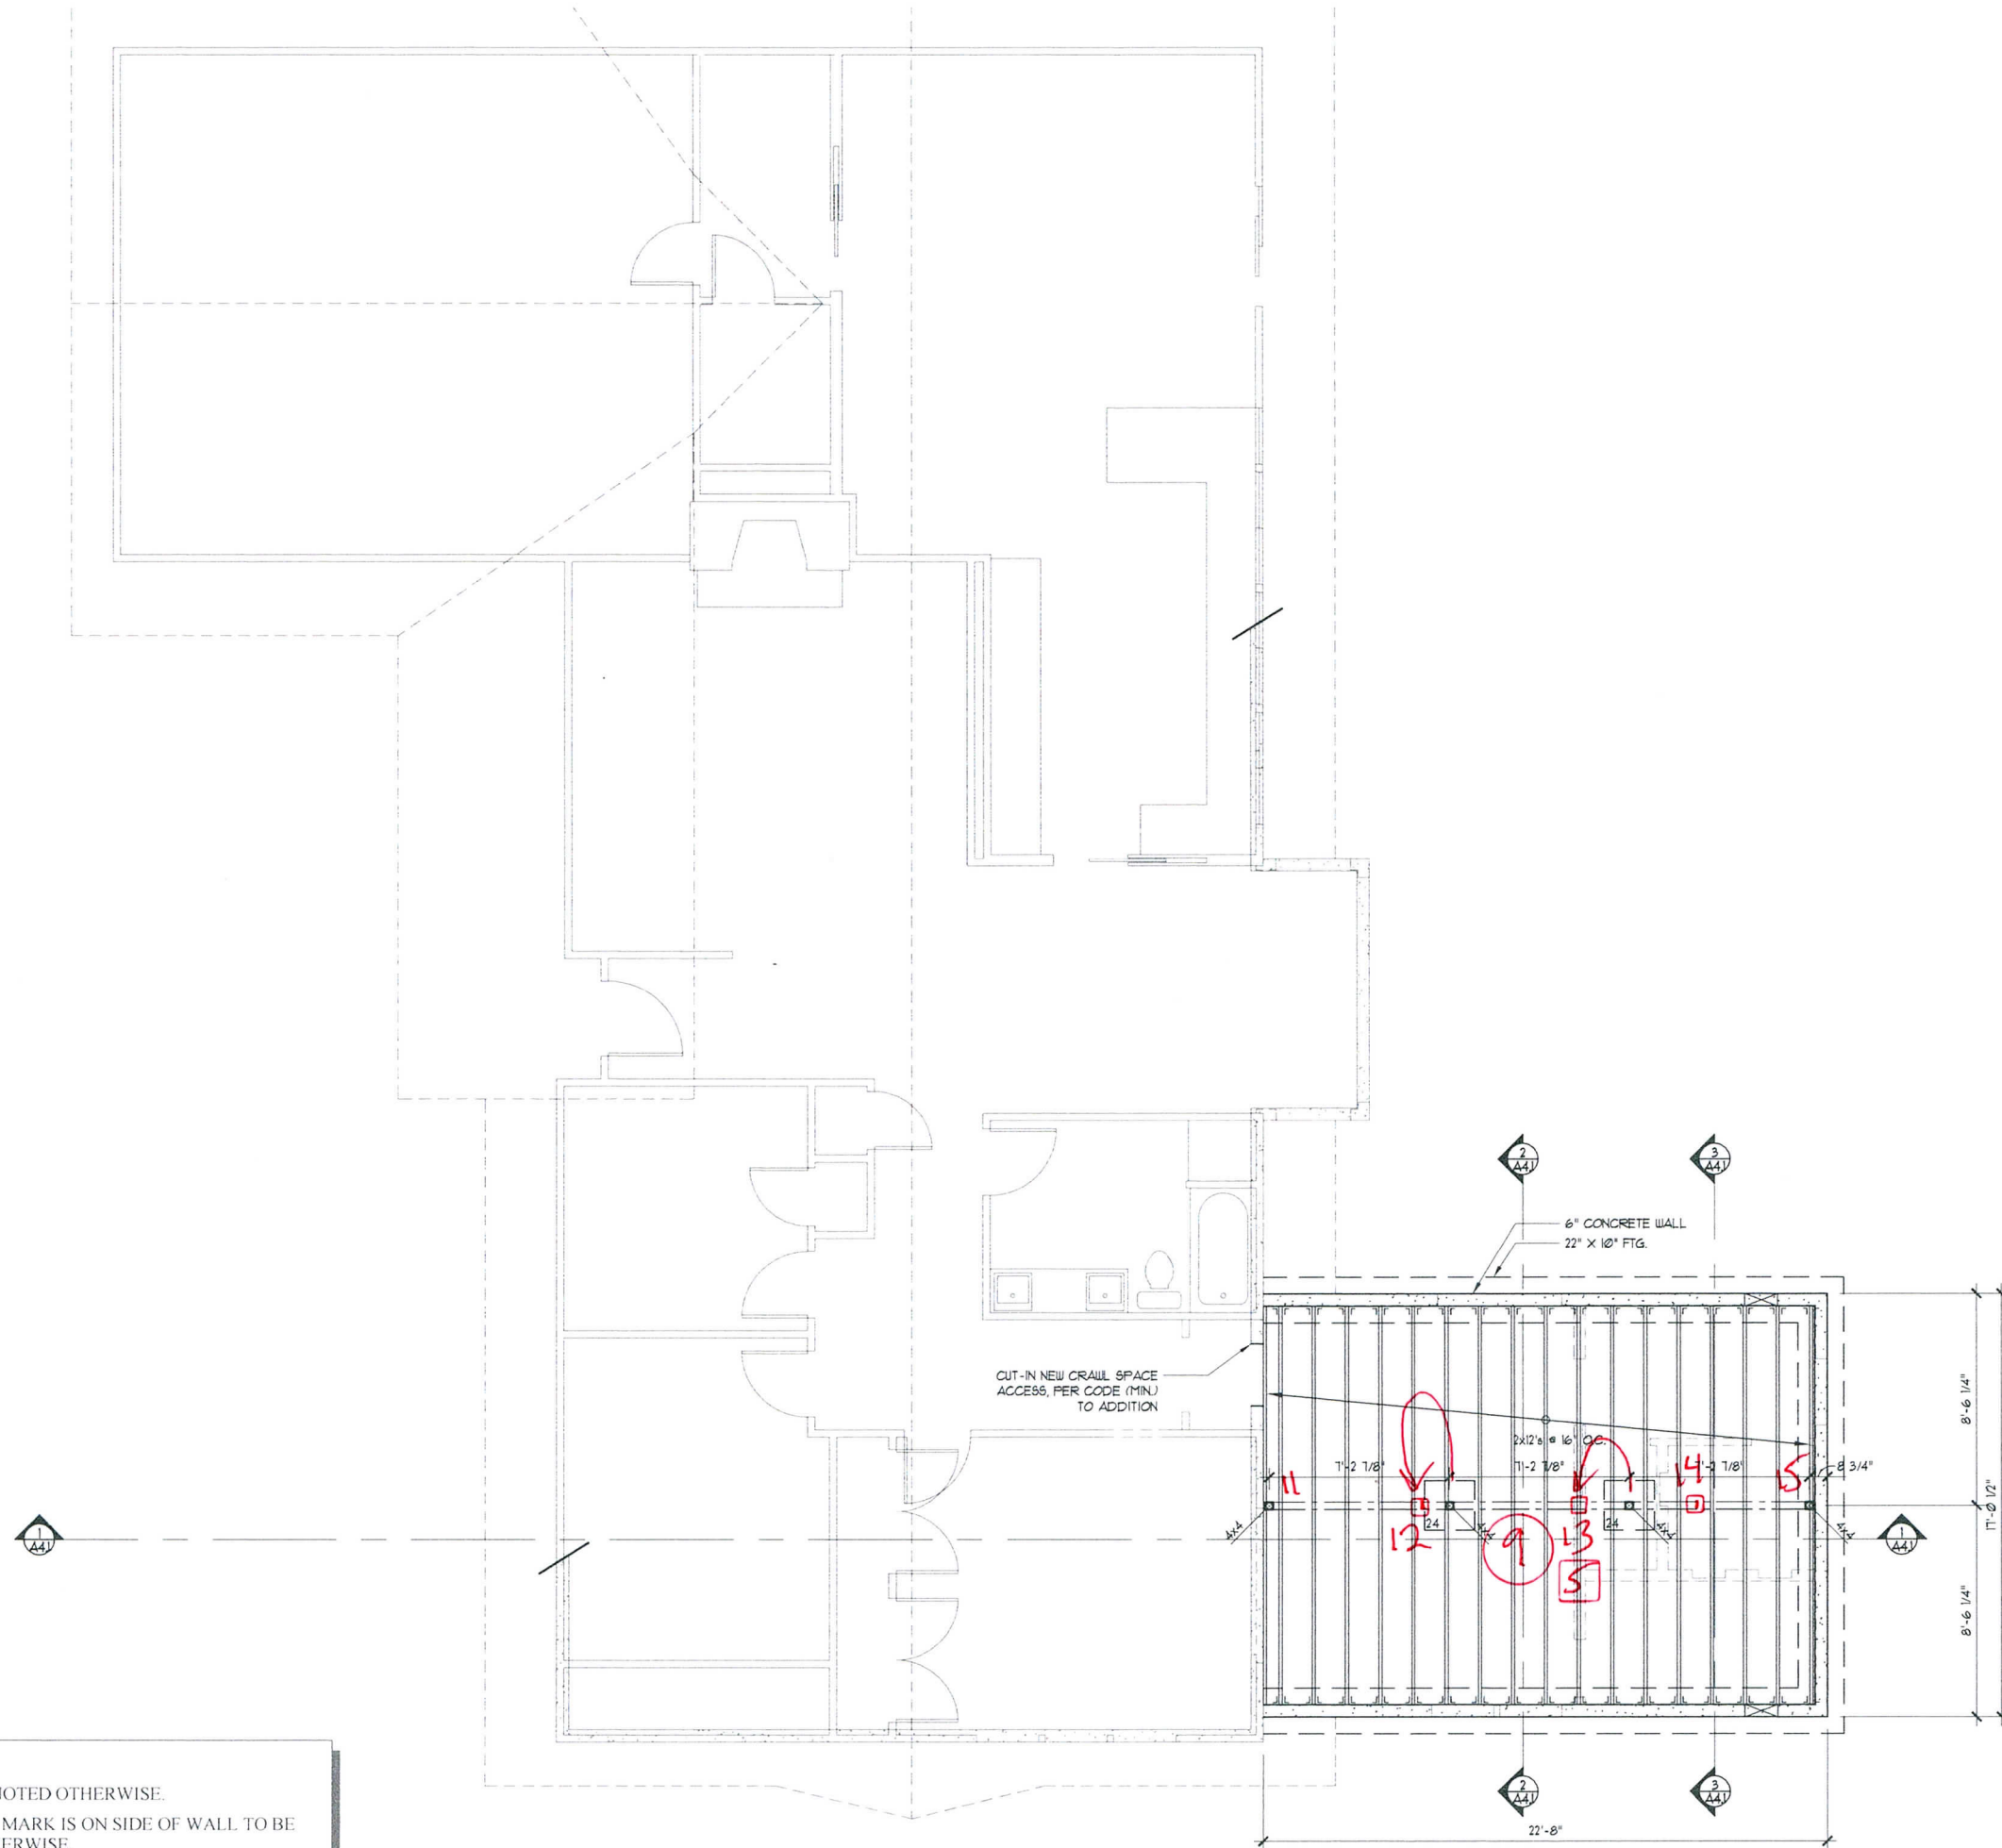 2
A4.1
3
A4.1
6" CONCRETE WALL
22" X 10" FTG.
CUT-IN NEW CRAWL SPACE
ACCESS, PER CODE (MIN.)
TO ADDITION
8'-6 1/4"
17'-0 1/2"
8'-6 1/4"
2x12's @ 16" O.C.
7'-2 7/8"
7'-2 7/8"
7'-2 7/8"
8 3/4"
11
14
15
4x4
24
4x4
24
4x4
4x4
12
9
13
5
1
A4.1
1
A4.1
NOTED OTHERWISE.
MARK IS ON SIDE OF WALL TO BE
ERWISE
2
A4.1
3
A4.1
22'-8"